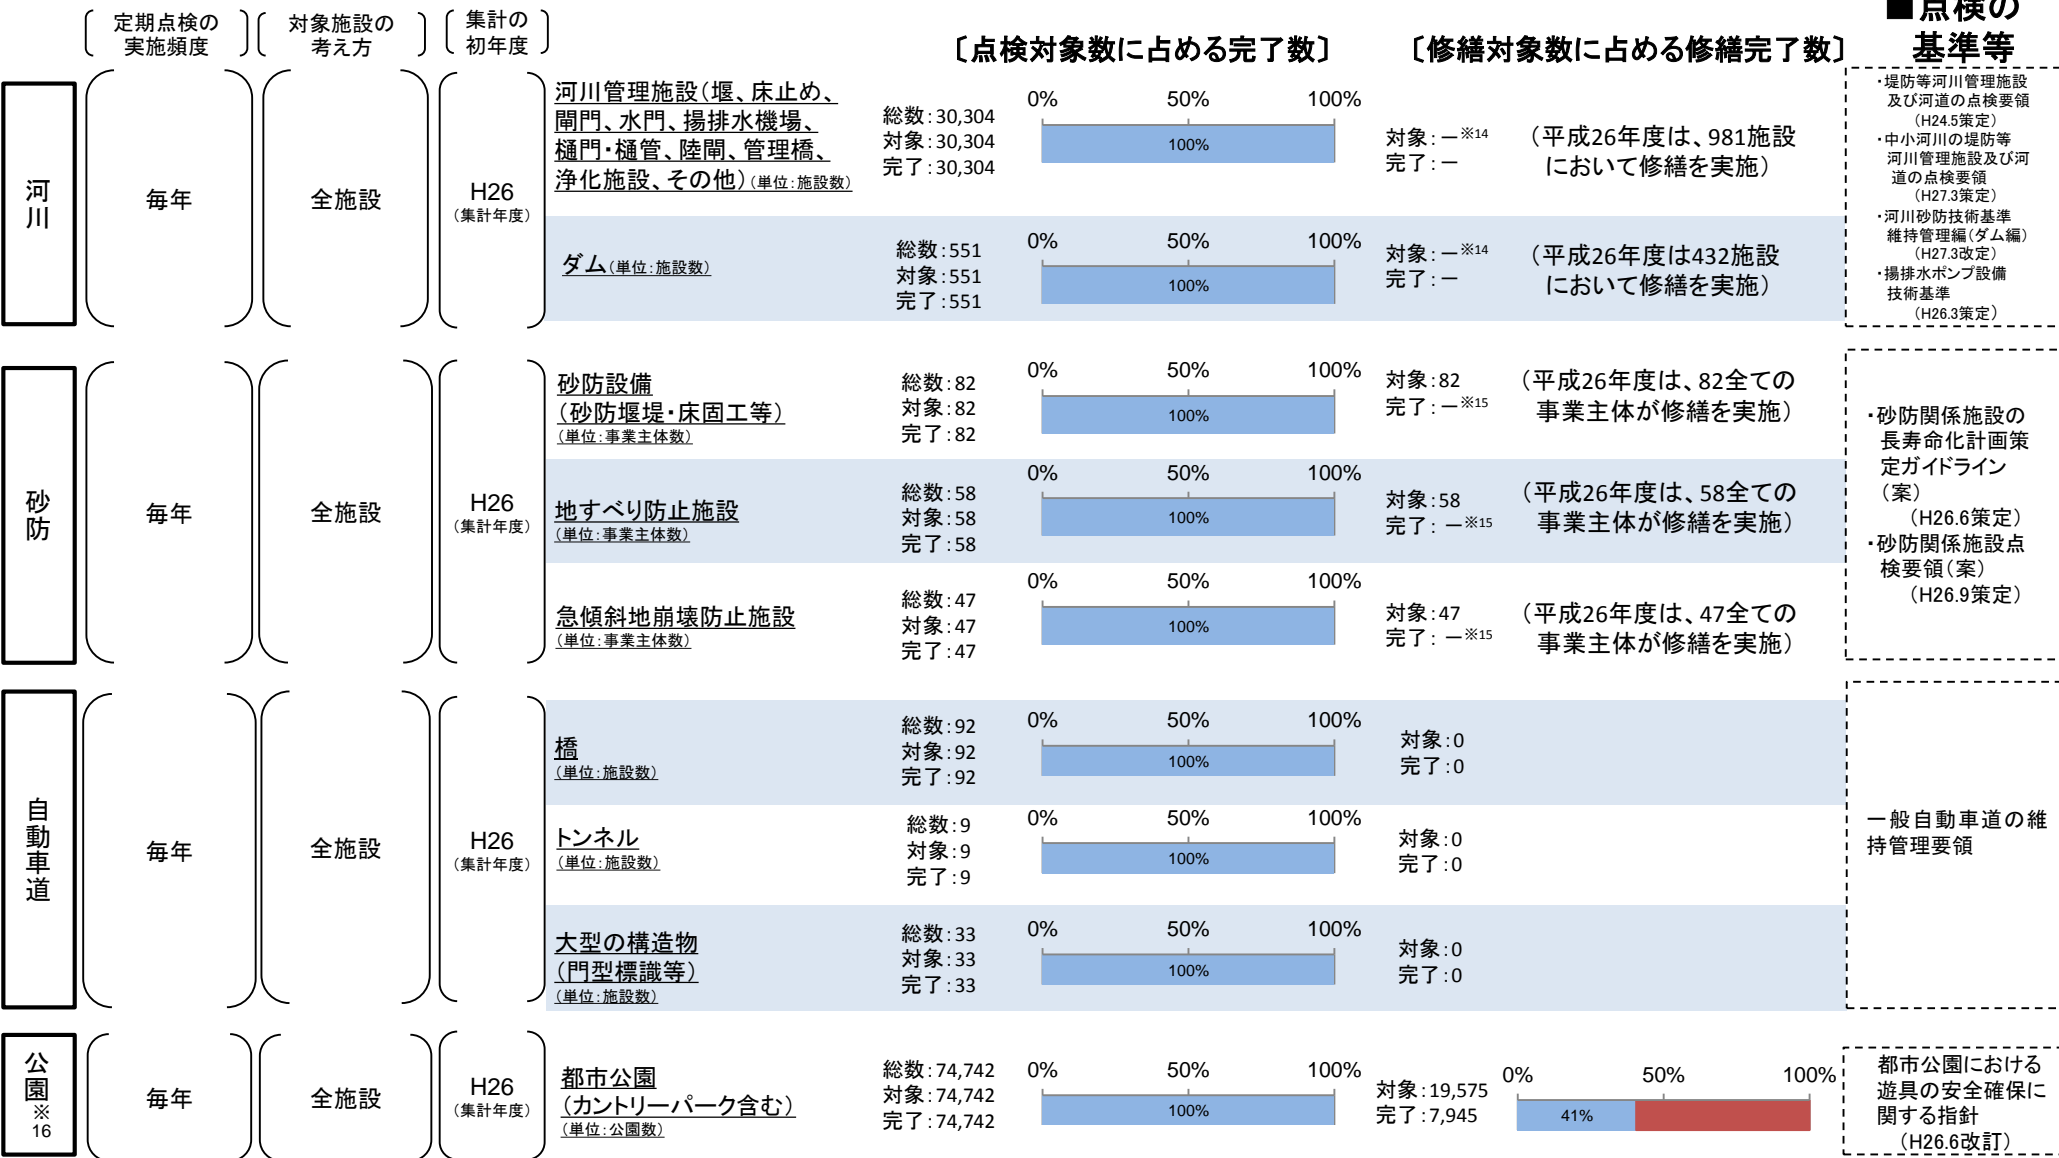 定期点検の
実施頻度
対象施設の
考え方
集計の
初年度
〔点検対象数に占める完了数〕
〔修繕対象数に占める修繕完了数〕
■点検の
基準等
河川
毎年
全施設
H26
（集計年度）
河川管理施設（堰、床止め、
閘門、水門、揚排水機場、
樋門・樋管、陸閘、管理橋、
浄化施設、その他）（単位：施設数）
総数：30,304
対象：30,304
完了：30,304
0% 50% 100%
100%
対象：－※14
完了：－
（平成26年度は、981施設
において修繕を実施）
ダム（単位：施設数）
総数：551
対象：551
完了：551
0% 50% 100%
100%
対象：－※14
完了：－
（平成26年度は432施設
において修繕を実施）
・堤防等河川管理施設
及び河道の点検要領
（H24.5策定）
・中小河川の堤防等
河川管理施設及び河
道の点検要領
（H27.3策定）
・河川砂防技術基準
維持管理編（ダム編）
（H27.3改定）
・揚排水ポンプ設備
技術基準
（H26.3策定）
砂防
毎年
全施設
H26
（集計年度）
砂防設備
（砂防堰堤・床固工等）
（単位：事業主体数）
総数：82
対象：82
完了：82
0% 50% 100%
100%
対象：82
完了：－※15
（平成26年度は、82全ての
事業主体が修繕を実施）
地すべり防止施設
（単位：事業主体数）
総数：58
対象：58
完了：58
0% 50% 100%
100%
対象：58
完了：－※15
（平成26年度は、58全ての
事業主体が修繕を実施）
急傾斜地崩壊防止施設
（単位：事業主体数）
総数：47
対象：47
完了：47
0% 50% 100%
100%
対象：47
完了：－※15
（平成26年度は、47全ての
事業主体が修繕を実施）
・砂防関係施設の
長寿命化計画策
定ガイドライン
（案）
（H26.6策定）
・砂防関係施設点
検要領（案）
（H26.9策定）
自動車道
毎年
全施設
H26
（集計年度）
橋
（単位：施設数）
総数：92
対象：92
完了：92
0% 50% 100%
100%
対象：0
完了：0
トンネル
（単位：施設数）
総数：9
対象：9
完了：9
0% 50% 100%
100%
対象：0
完了：0
大型の構造物
（門型標識等）
（単位：施設数）
総数：33
対象：33
完了：33
0% 50% 100%
100%
対象：0
完了：0
一般自動車道の維
持管理要領
公園
※
16
毎年
全施設
H26
（集計年度）
都市公園
（カントリーパーク含む）
（単位：公園数）
総数：74,742
対象：74,742
完了：74,742
0% 50% 100%
100%
対象：19,575
完了：7,945
0% 50% 100%
41%
都市公園における
遊具の安全確保に
関する指針
（H26.6改訂）